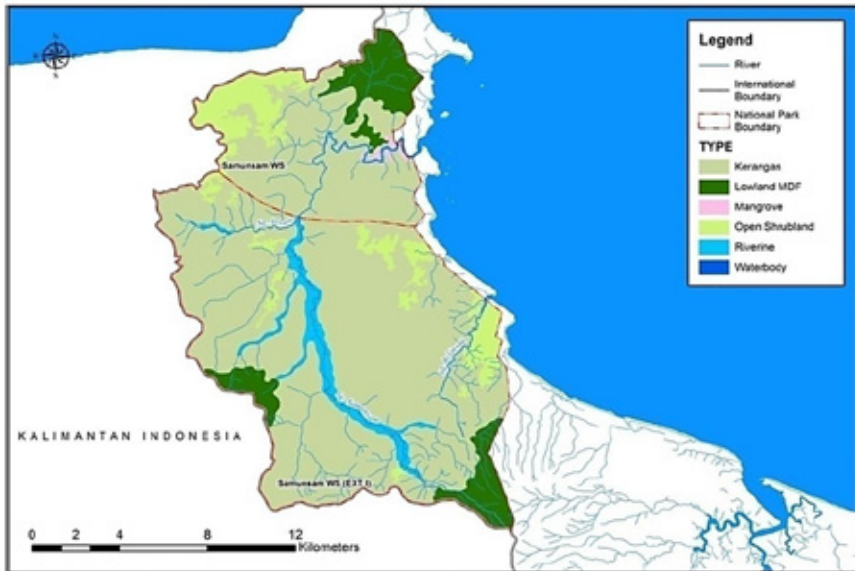 N
S
Legend
River
International
Boundary
National Park
Boundary
TYPE
Kerangas
Lowland MDF
Mangrove
Open Shrubland
Riverine
Waterbody
Samunsam WS
KALIMANTAN INDONESIA
Samunsam WS (EXT I)
0 2 4 8 12
Kilometers